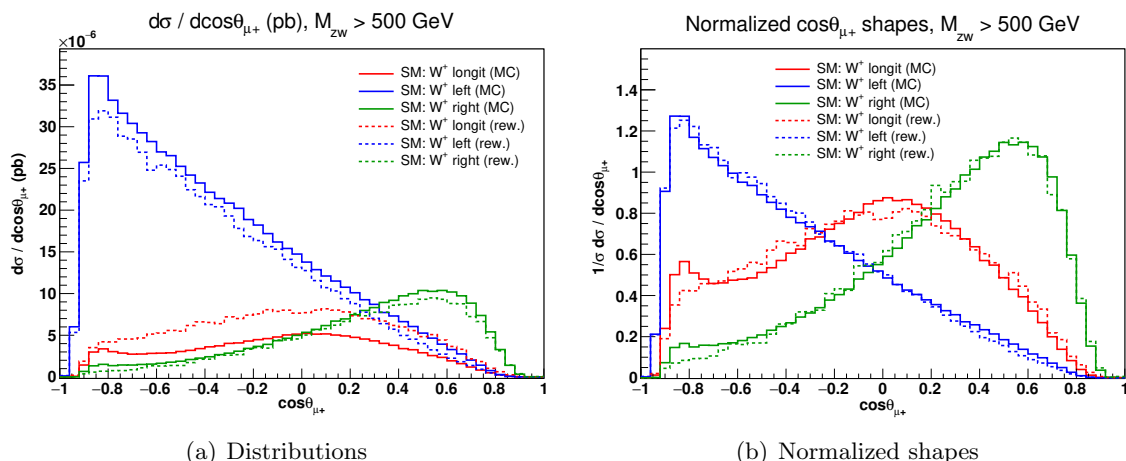 dσ / dcosθμ+ (pb), Mzw > 500 GeV
×10−6
dσ / dcosθμ+ (pb)
35
30
25
20
15
10
5
0
SM: W+ longit (MC)
SM: W+ left (MC)
SM: W+ right (MC)
SM: W+ longit (rew.)
SM: W+ left (rew.)
SM: W+ right (rew.)
−1 −0.8 −0.6 −0.4 −0.2 0 0.2 0.4 0.6 0.8 1
cosθμ+
(a) Distributions
Normalized cosθμ+ shapes, Mzw > 500 GeV
1/σ dσ / dcosθμ+
1.4
1.2
1
0.8
0.6
0.4
0.2
0
SM: W+ longit (MC)
SM: W+ left (MC)
SM: W+ right (MC)
SM: W+ longit (rew.)
SM: W+ left (rew.)
SM: W+ right (rew.)
−1 −0.8 −0.6 −0.4 −0.2 0 0.2 0.4 0.6 0.8 1
cosθμ+
(b) Normalized shapes